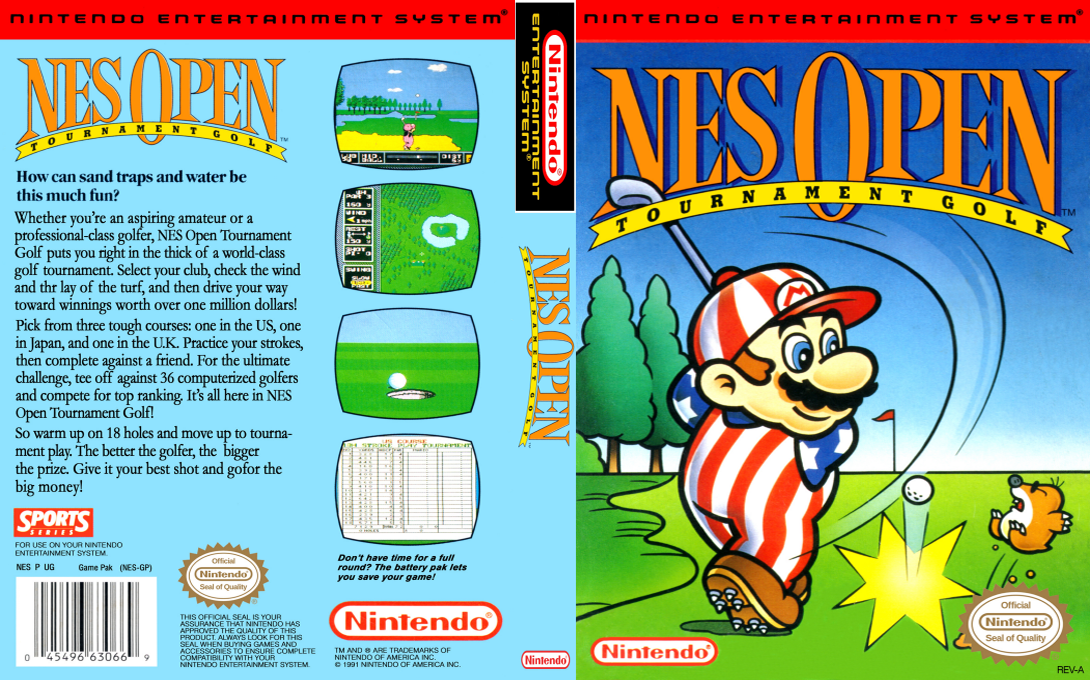 NINTENDO ENTERTAINMENT SYSTEM®
NES OPEN
TOURNAMENT GOLF™
How can sand traps and water be
this much fun?
Whether you're an aspiring amateur or a
professional-class golfer, NES Open Tournament
Golf puts you right in the thick of a world-class
golf tournament. Select your club, check the wind
and thr lay of the turf, and then drive your way
toward winnings worth over one million dollars!
Pick from three tough courses: one in the US, one
in Japan, and one in the U.K. Practice your strokes,
then complete against a friend. For the ultimate
challenge, tee off against 36 computerized golfers
and compete for top ranking. It's all here in NES
Open Tournament Golf!
So warm up on 18 holes and move up to tourna-
ment play. The better the golfer, the bigger
the prize. Give it your best shot and gofor the
big money!
SPORTS
SERIES
FOR USE ON YOUR NINTENDO
ENTERTAINMENT SYSTEM.
NES P UG Game Pak (NES-GP)
0 45496 63066 9
Official
Nintendo
Seal of Quality
THIS OFFICIAL SEAL IS YOUR
ASSURANCE THAT NINTENDO HAS
APPROVED THE QUALITY OF THIS
PRODUCT. ALWAYS LOOK FOR THIS
SEAL WHEN BUYING GAMES AND
ACCESSORIES TO ENSURE COMPLETE
COMPATIBILITY WITH YOUR
NINTENDO ENTERTAINMENT SYSTEM.
WIND
SWING
SLOW
US COURSE
STROKE PLAY TOURNAMENT
Don't have time for a full
round? The battery pak lets
you save your game!
Nintendo®
TM AND ® ARE TRADEMARKS OF
NINTENDO OF AMERICA INC.
© 1991 NINTENDO OF AMERICA INC.
Nintendo®
ENTERTAINMENT
SYSTEM®
NES OPEN
TOURNAMENT GOLF
Nintendo
NINTENDO ENTERTAINMENT SYSTEM®
NES OPEN
TOURNAMENT GOLF™
M
Nintendo®
Official
Nintendo
Seal of Quality
REV-A